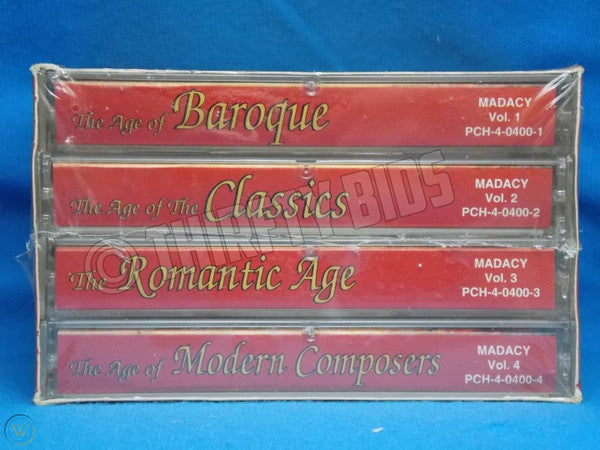 The Age of Baroque
MADACY
Vol. 1
PCH-4-0400-1
The Age of The Classics
MADACY
Vol. 2
PCH-4-0400-2
The Romantic Age
MADACY
Vol. 3
PCH-4-0400-3
The Age of Modern Composers
MADACY
Vol. 4
PCH-4-0400-4
© THRIFTY BIDS
W